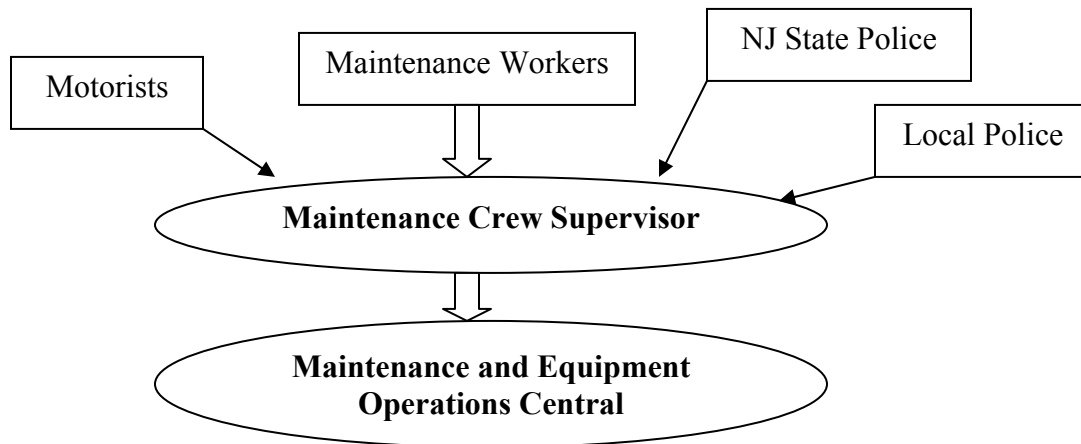 NJ State Police
Maintenance Workers
Motorists
Local Police
Maintenance Crew Supervisor
Maintenance and Equipment
Operations Central